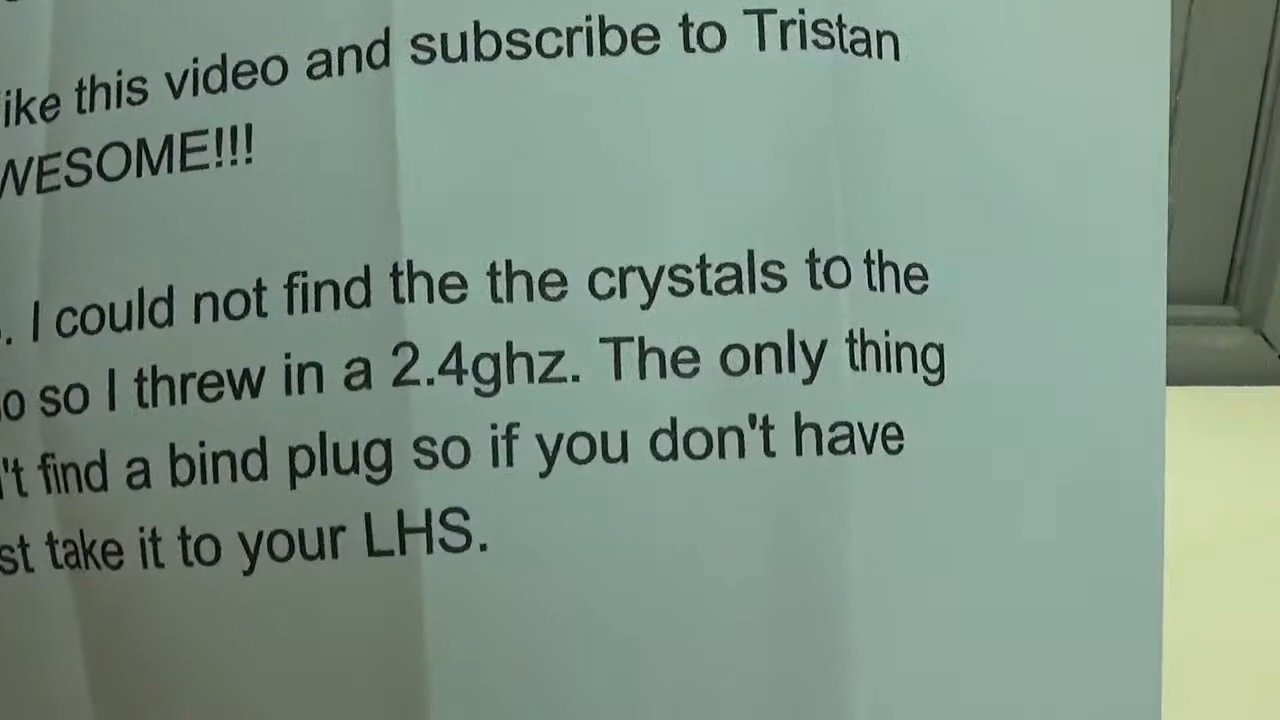 ike this video and subscribe to Tristan
WESOME!!!
. I could not find the the crystals to the
o so I threw in a 2.4ghz. The only thing
't find a bind plug so if you don't have
st take it to your LHS.